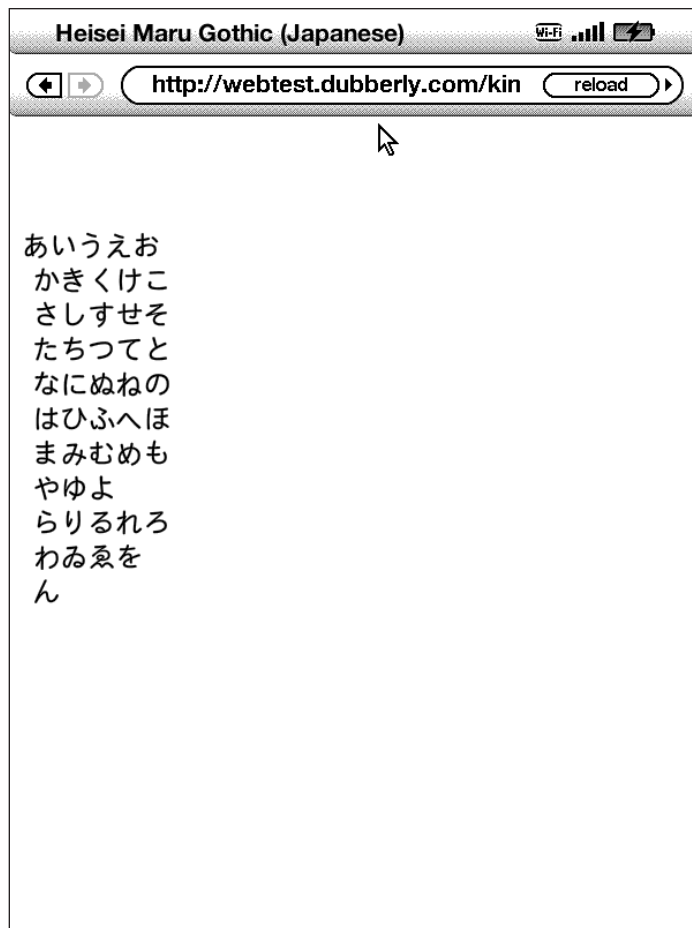 Heisei Maru Gothic (Japanese) Wi-Fi
http://webtest.dubberly.com/kin reload
あいうえお
かきくけこ
さしすせそ
たちつてと
なにぬねの
はひふへほ
まみむめも
やゆよ
らりるれろ
わゐゑを
ん